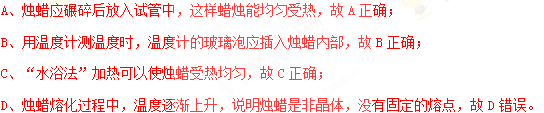 A、烛蜡应碾碎后放入试管中，这样蜡烛能均匀受热，故 A 正确；
B、用温度计测温度时，温度计的玻璃泡应插入烛蜡内部，故 B 正确；
C、“水浴法”加热可以使烛蜡受热均匀，故 C 正确；
D、烛蜡熔化过程中，温度逐渐上升，说明烛蜡是非晶体，没有固定的熔点，故 D 错误。